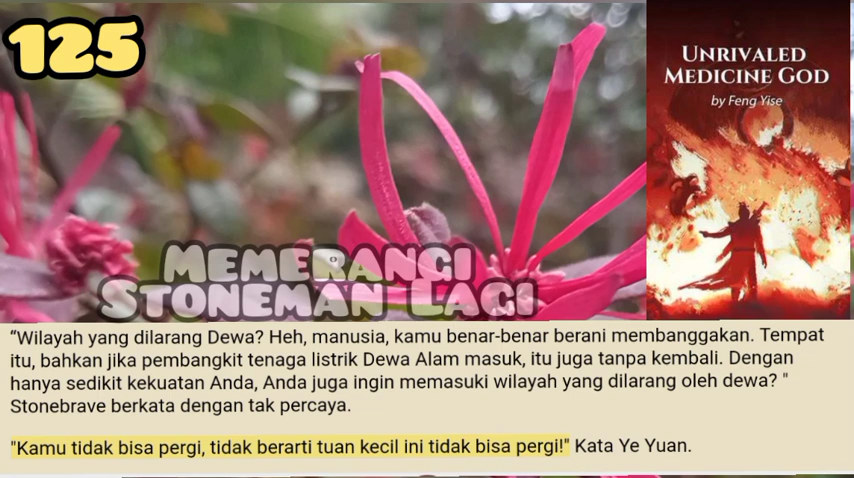 125
UNRIVALED
MEDICINE GOD
by Feng Yise
MEMERANGI
STONEMAN LAGI
“Wilayah yang dilarang Dewa? Heh, manusia, kamu benar-benar berani membanggakan. Tempat
itu, bahkan jika pembangkit tenaga listrik Dewa Alam masuk, itu juga tanpa kembali. Dengan
hanya sedikit kekuatan Anda, Anda juga ingin memasuki wilayah yang dilarang oleh dewa? "
Stonebrave berkata dengan tak percaya.
"Kamu tidak bisa pergi, tidak berarti tuan kecil ini tidak bisa pergi!" Kata Ye Yuan.